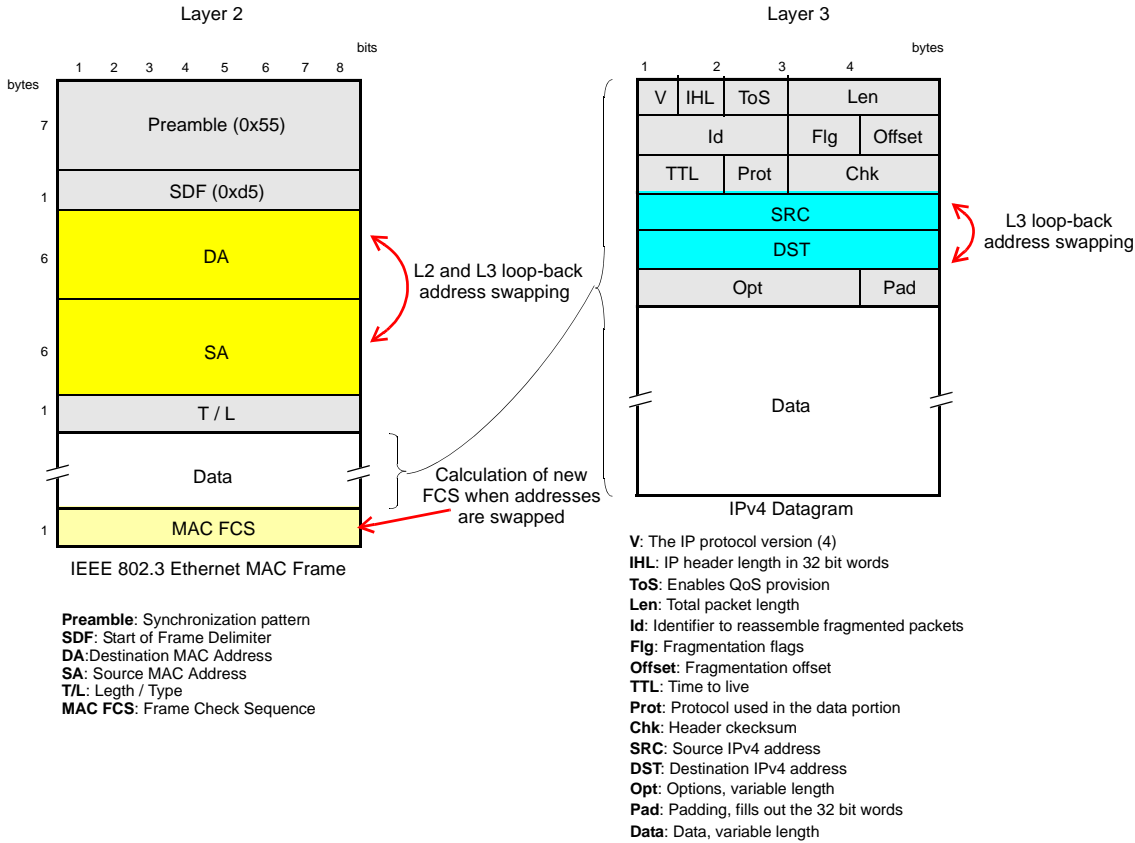 Layer 2
bits
1 2 3 4 5 6 7 8
bytes
7
Preamble (0x55)
1
SDF (0xd5)
6
DA
6
SA
1
T / L
Data
1
MAC FCS
IEEE 802.3 Ethernet MAC Frame
L2 and L3 loop-back
address swapping
Calculation of new
FCS when addresses
are swapped
Preamble: Synchronization pattern
SDF: Start of Frame Delimiter
DA:Destination MAC Address
SA: Source MAC Address
T/L: Legth / Type
MAC FCS: Frame Check Sequence
Layer 3
bytes
1 2 3 4
V IHL ToS Len
Id Flg Offset
TTL Prot Chk
SRC
DST
Opt Pad
Data
L3 loop-back
address swapping
IPv4 Datagram
V: The IP protocol version (4)
IHL: IP header length in 32 bit words
ToS: Enables QoS provision
Len: Total packet length
Id: Identifier to reassemble fragmented packets
Flg: Fragmentation flags
Offset: Fragmentation offset
TTL: Time to live
Prot: Protocol used in the data portion
Chk: Header ckecksum
SRC: Source IPv4 address
DST: Destination IPv4 address
Opt: Options, variable length
Pad: Padding, fills out the 32 bit words
Data: Data, variable length